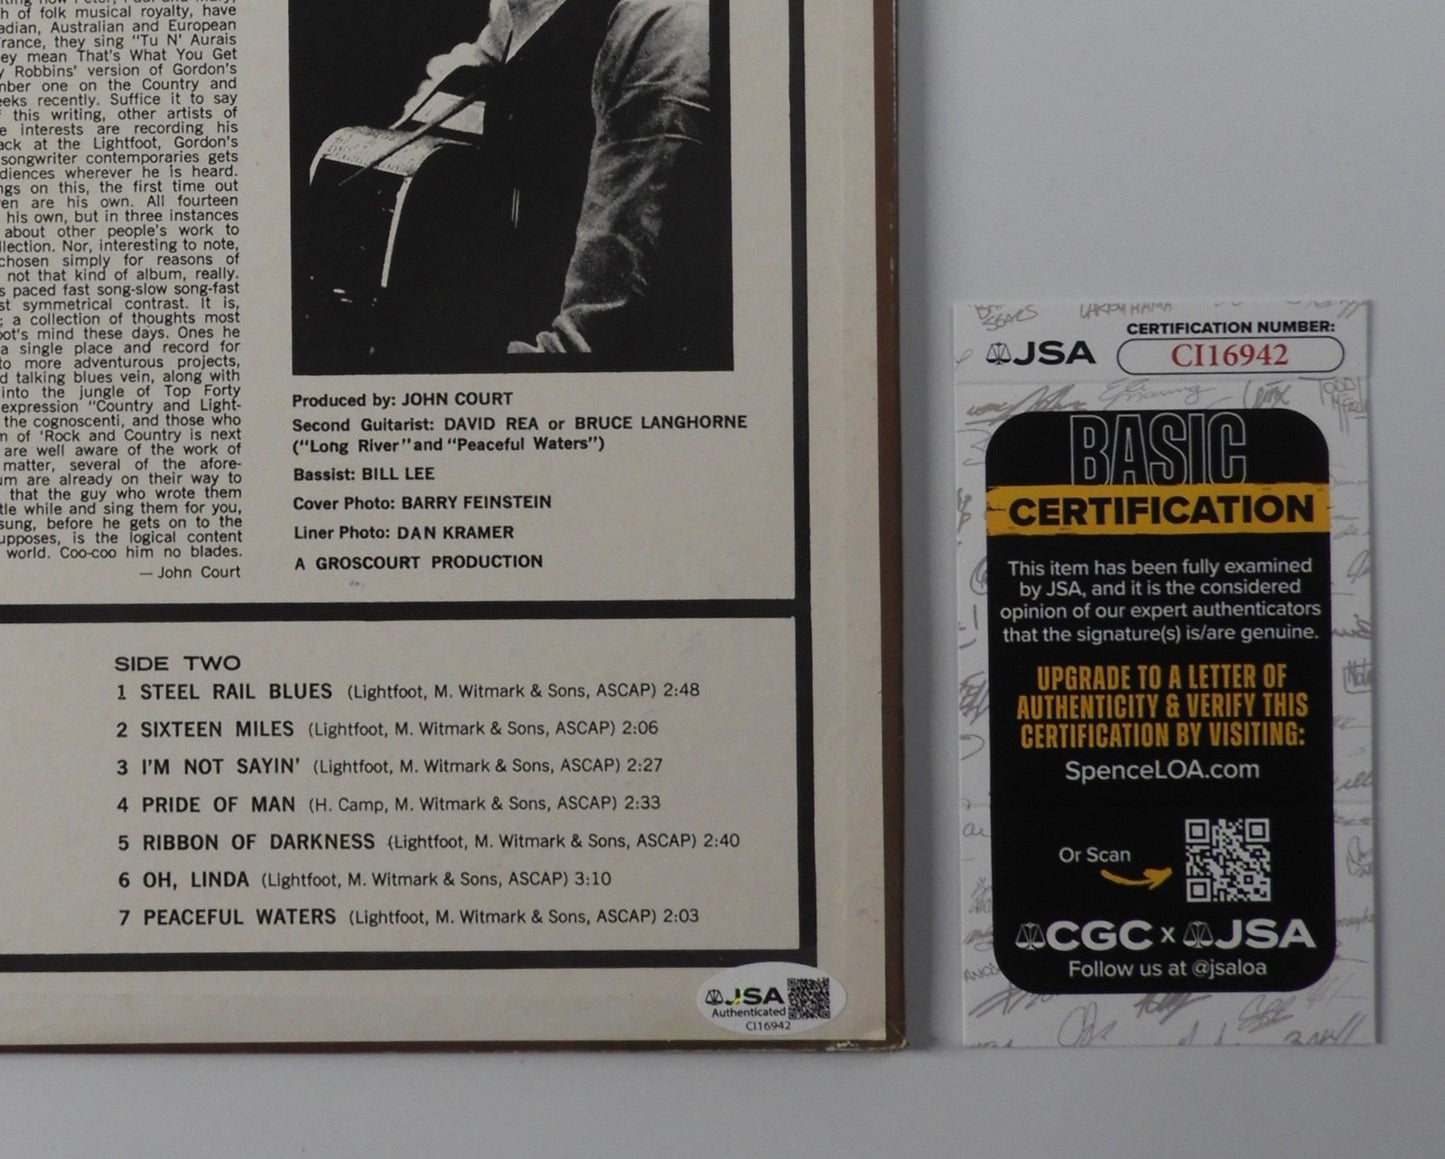 h of folk musical royalty, have
adian, Australian and European
rance, they sing "Tu N' Aurais
ey mean That's What You Get
y Robbins' version of Gordon's
mber one on the Country and
eeks recently. Suffice it to say
f this writing, other artists of
e interests are recording his
ack at the Lightfoot, Gordon's
songwriter contemporaries gets
diences wherever he is heard.
ngs on this, the first time out
en are his own. All fourteen
his own, but in three instances
about other people's work to
llection. Nor, interesting to note,
chosen simply for reasons of
not that kind of album, really.
s paced fast song-slow song-fast
st symmetrical contrast. It is,
; a collection of thoughts most
oot's mind these days. Ones he
a single place and record for
to more adventurous projects,
d talking blues vein, along with
into the jungle of Top Forty
expression "Country and Light-
the cognoscenti, and those who
m of 'Rock and Country is next
are well aware of the work of
matter, several of the afore-
um are already on their way to
that the guy who wrote them
tle while and sing them for you,
sung, before he gets on to the
upposes, is the logical content
world. Coo-coo him no blades.
— John Court
Produced by: JOHN COURT
Second Guitarist: DAVID REA or BRUCE LANGHORNE
("Long River" and "Peaceful Waters")
Bassist: BILL LEE
Cover Photo: BARRY FEINSTEIN
Liner Photo: DAN KRAMER
A GROSCOURT PRODUCTION
SIDE TWO
1 STEEL RAIL BLUES (Lightfoot, M. Witmark & Sons, ASCAP) 2:48
2 SIXTEEN MILES (Lightfoot, M. Witmark & Sons, ASCAP) 2:06
3 I'M NOT SAYIN' (Lightfoot, M. Witmark & Sons, ASCAP) 2:27
4 PRIDE OF MAN (H. Camp, M. Witmark & Sons, ASCAP) 2:33
5 RIBBON OF DARKNESS (Lightfoot, M. Witmark & Sons, ASCAP) 2:40
6 OH, LINDA (Lightfoot, M. Witmark & Sons, ASCAP) 3:10
7 PEACEFUL WATERS (Lightfoot, M. Witmark & Sons, ASCAP) 2:03
JSA
Authenticated
CI16942
JSA
CERTIFICATION NUMBER:
CI16942
BASIC
CERTIFICATION
This item has been fully examined
by JSA, and it is the considered
opinion of our expert authenticators
that the signature(s) is/are genuine.
UPGRADE TO A LETTER OF
AUTHENTICITY & VERIFY THIS
CERTIFICATION BY VISITING:
SpenceLOA.com
Or Scan
CGC x JSA
Follow us at @jsaloa